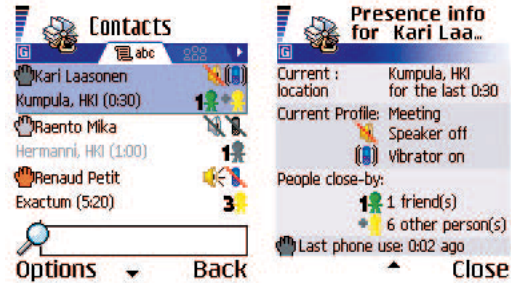 Contacts
G
abc
Kari Laasonen
Kumpula, HKI (0:30)
1
Raento Mika
Hermanni, HKI (1:00)
1
Renaud Petit
Exactum (5:20)
3
Options
Back
Presence info
for Kari Laa...
G
Current : Kumpula, HKI
location for the last 0:30
Current Profile: Meeting
Speaker off
Vibrator on
People close-by:
1 1 friend(s)
6 other person(s)
Last phone use: 0:02 ago
Close